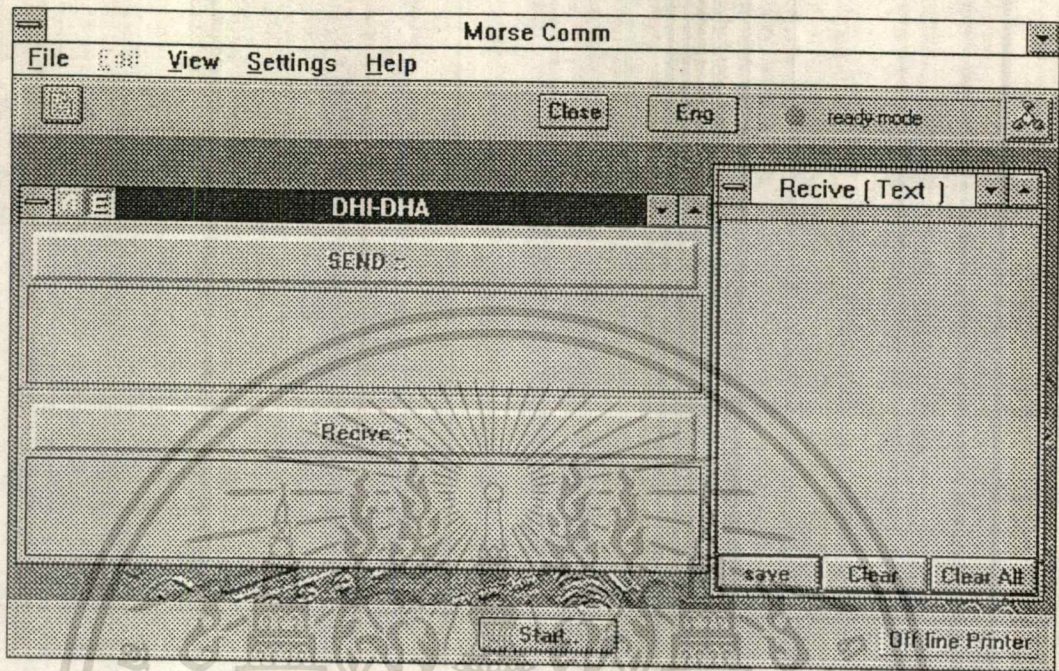 Morse Comm
File Edit View Settings Help
Close Eng ready mode
DHI-DHA
SEND ::
Recive ::
Recive ( Text )
save Clear Clear All
Start..
Off line Printer